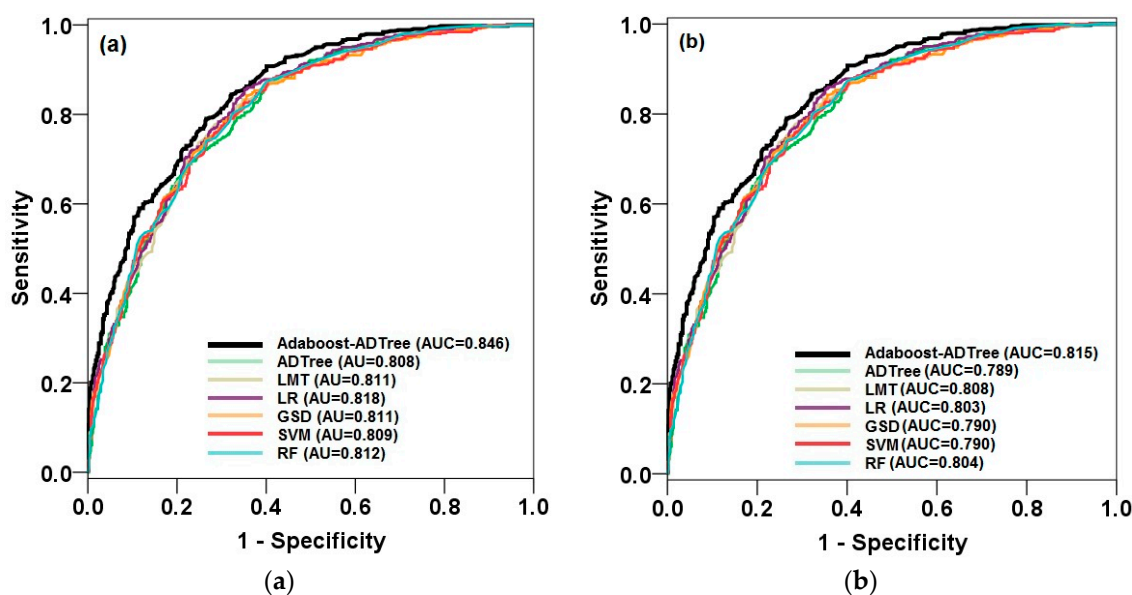 (a)
1.0
0.8
0.6
0.4
0.2
0.0
Sensitivity
Adaboost-ADTree (AUC=0.846)
ADTree (AU=0.808)
LMT (AU=0.811)
LR (AU=0.818)
GSD (AU=0.811)
SVM (AU=0.809)
RF (AU=0.812)
0.0 0.2 0.4 0.6 0.8 1.0
1 - Specificity
(a)
(b)
1.0
0.8
0.6
0.4
0.2
0.0
Sensitivity
Adaboost-ADTree (AUC=0.815)
ADTree (AUC=0.789)
LMT (AUC=0.808)
LR (AUC=0.803)
GSD (AUC=0.790)
SVM (AUC=0.790)
RF (AUC=0.804)
0.0 0.2 0.4 0.6 0.8 1.0
1 - Specificity
(b)